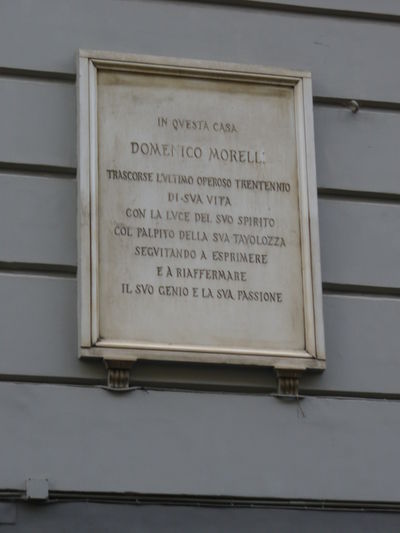 IN QVESTA CASA
DOMENICO MORELLI
TRASCORSE L'VLTIMO OPEROSO TRENTENNIO
DI SVA VITA
CON LA LVCE DEL SVO SPIRITO
COL PALPITO DELLA SVA TAVOLOZZA
SEGVITANDO A ESPRIMERE
E A RIAFFERMARE
IL SVO GENIO E LA SVA PASSIONE